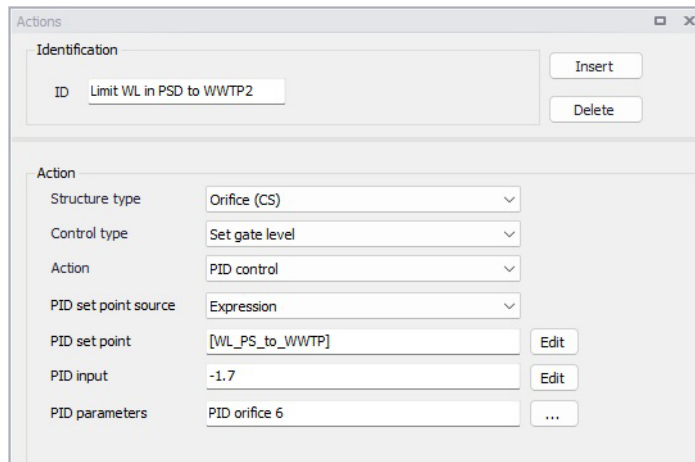 Actions
Identification
ID Limit WL in PSD to WWTP2
Insert
Delete
Action
Structure type Orifice (CS)
Control type Set gate level
Action PID control
PID set point source Expression
PID set point [WL_PS_to_WWTP] Edit
PID input -1.7 Edit
PID parameters PID orifice 6 ...